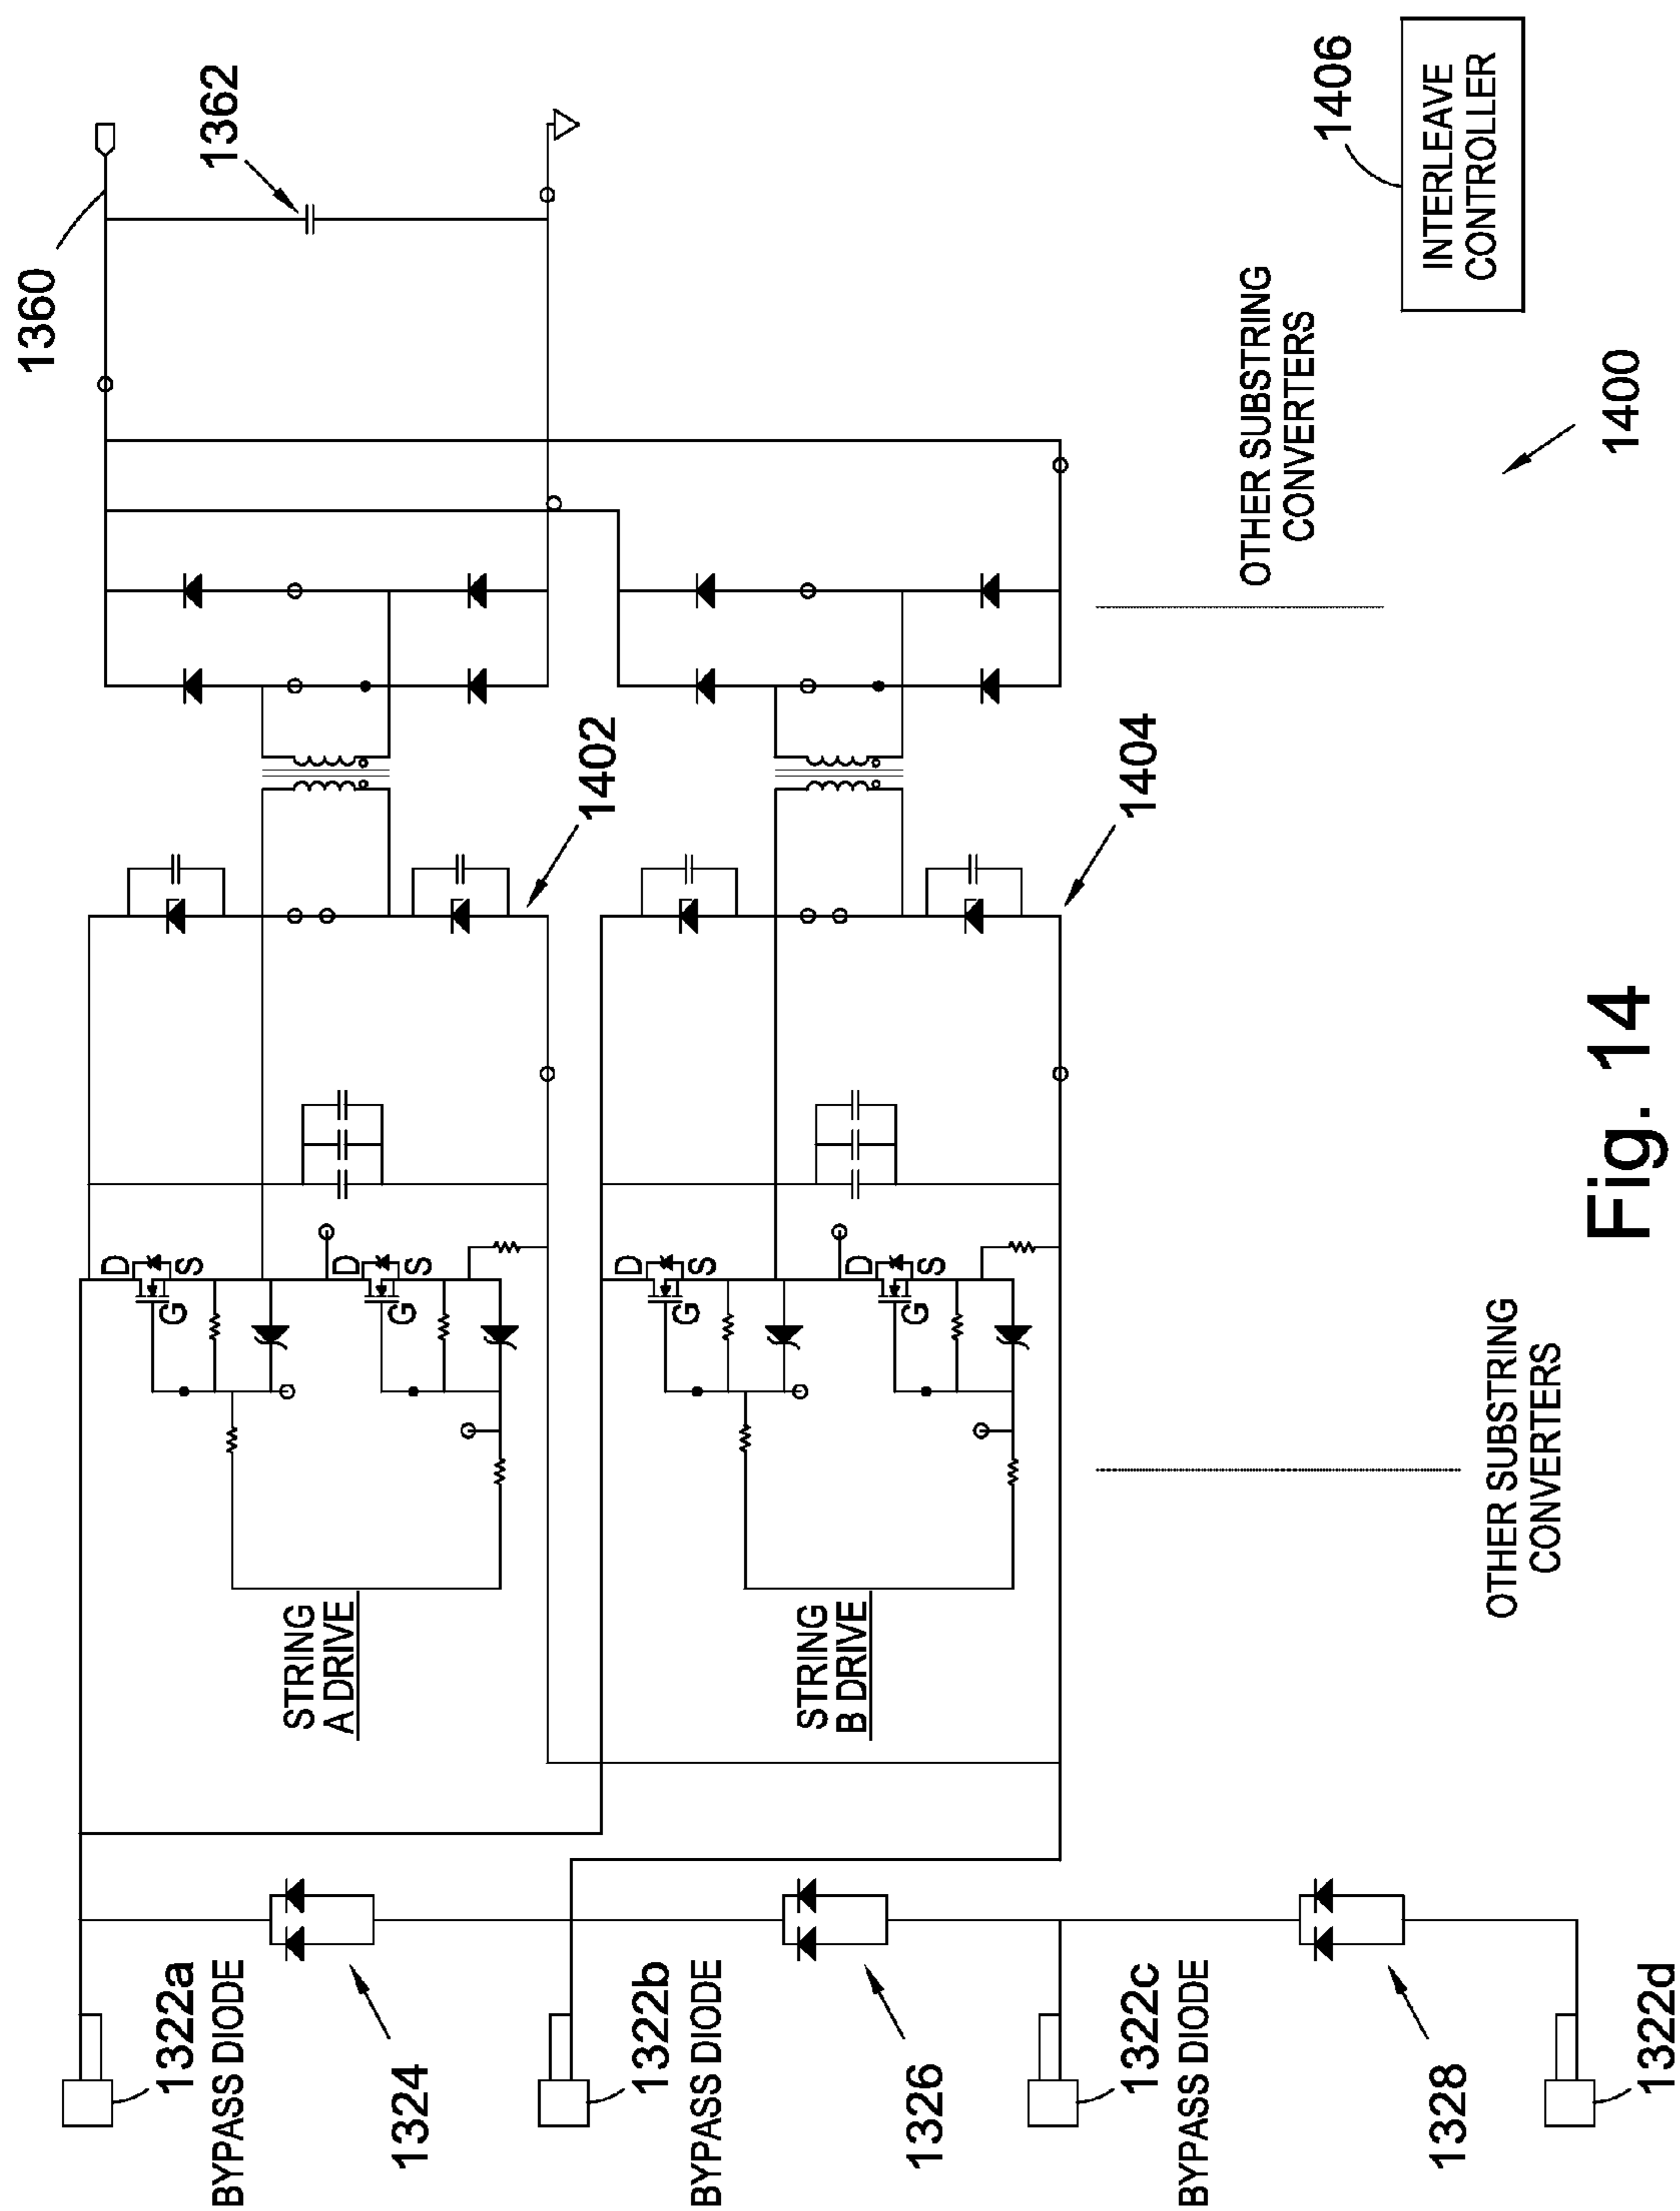 1360
1362
1406
INTERLEAVE
CONTROLLER
OTHER SUBSTRING
CONVERTERS
1400
1402
1404
D
S
G
D
S
G
D
S
G
D
S
G
STRING
A DRIVE
STRING
B DRIVE
OTHER SUBSTRING
CONVERTERS
1322a
BYPASS DIODE
1324
1322b
BYPASS DIODE
1326
1322c
BYPASS DIODE
1328
1322d
Fig. 14